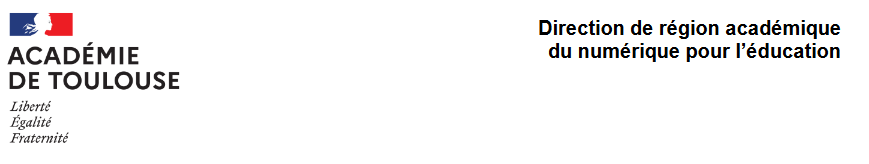 ACADÉMIE
DE TOULOUSE
Liberté
Égalité
Fraternité
Direction de région académique
du numérique pour l'éducation